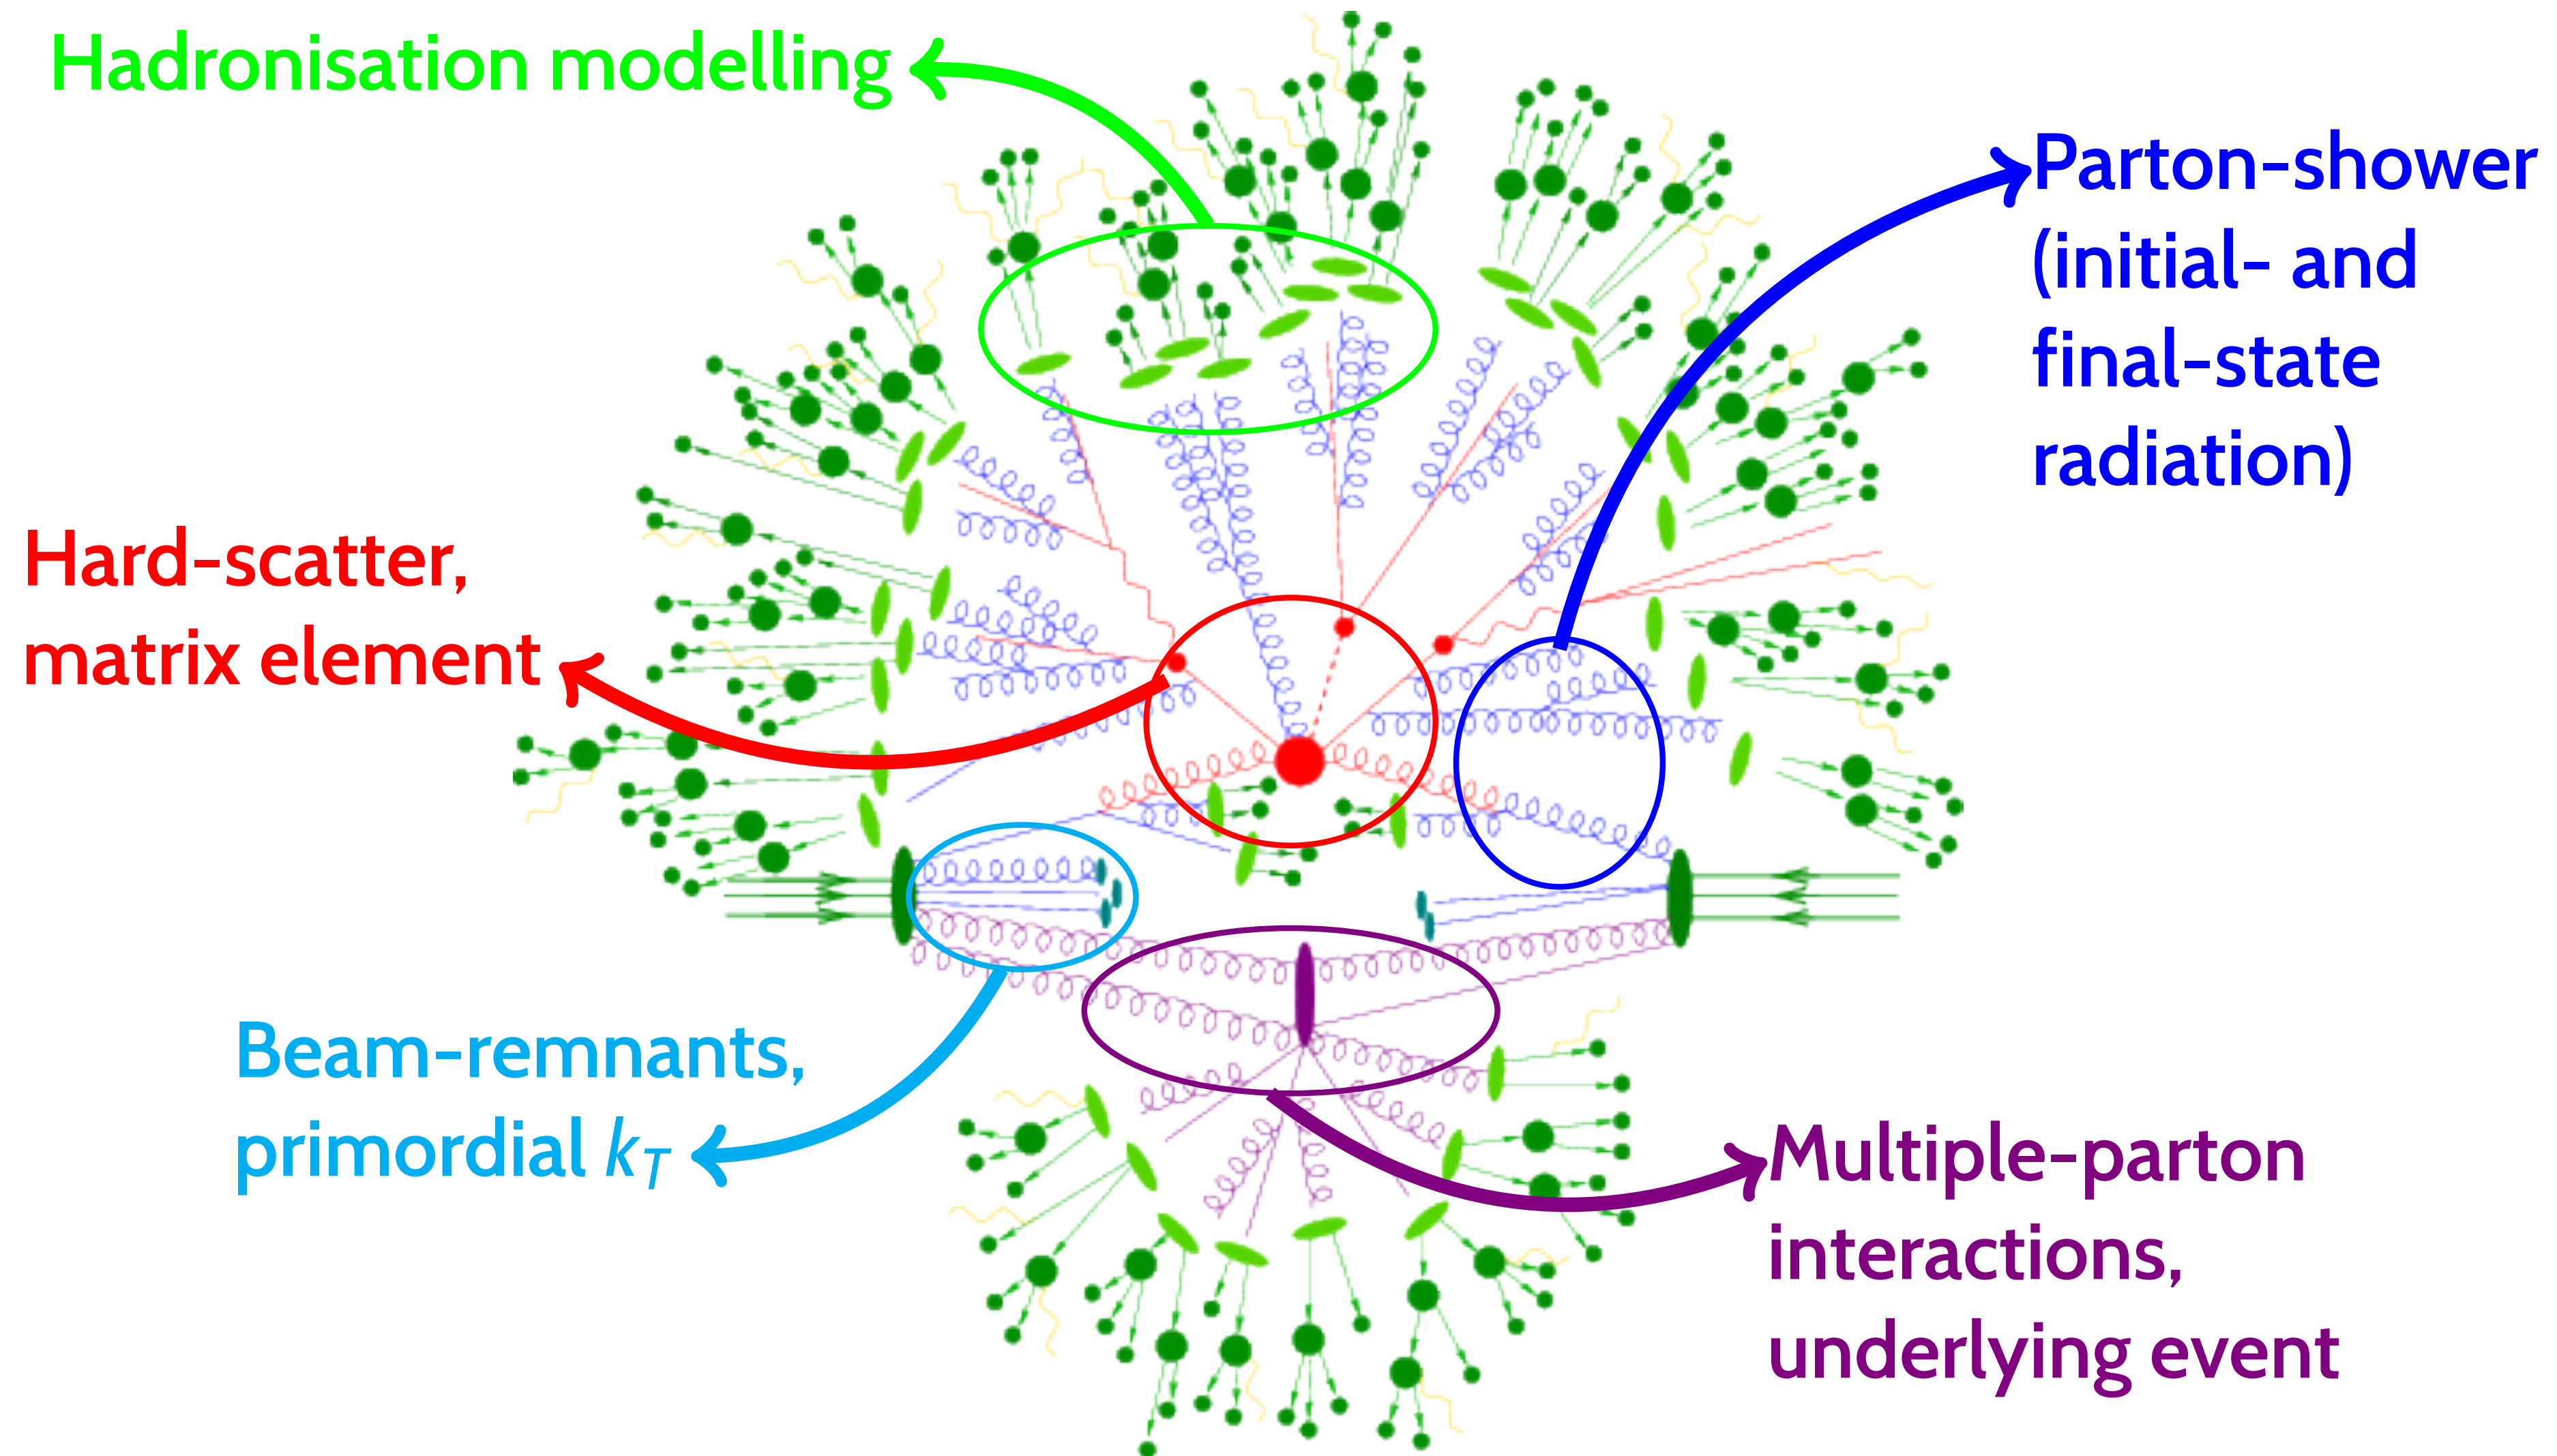 Hadronisation modelling
Parton-shower
(initial- and
final-state
radiation)
Hard-scatter,
matrix element
Beam-remnants,
primordial k_T
Multiple-parton
interactions,
underlying event